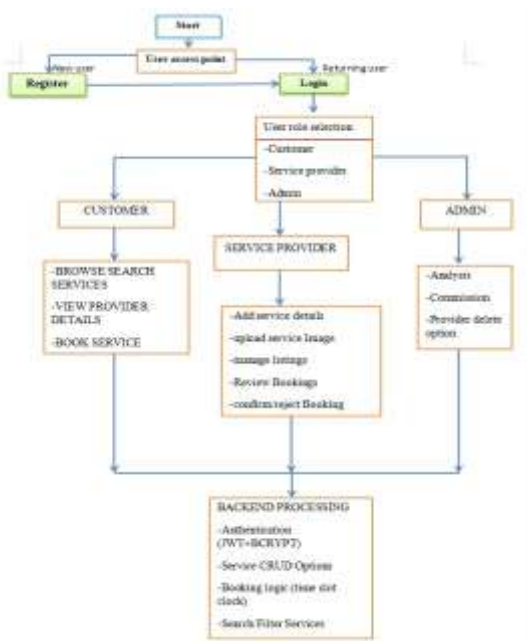 Start
User access point
New user
Returning user
Register
Login
User role selection
-Customer
-Service provider
-Admin
CUSTOMER
ADMIN
SERVICE PROVIDER
-BROWSE SEARCH
SERVICES
-VIEW PROVIDER
DETAILS
-BOOK SERVICE
-Analysis
-Commission
-Provider delete
option
-Add service details
-upload service Image
-manage listings
-Review Bookings
-confirm/reject Booking
BACKEND PROCESSING
-Authentication
(JWT+BCRYPT)
-Service CRUD Options
-Booking logic (time slot
clock)
-Search Filter Services